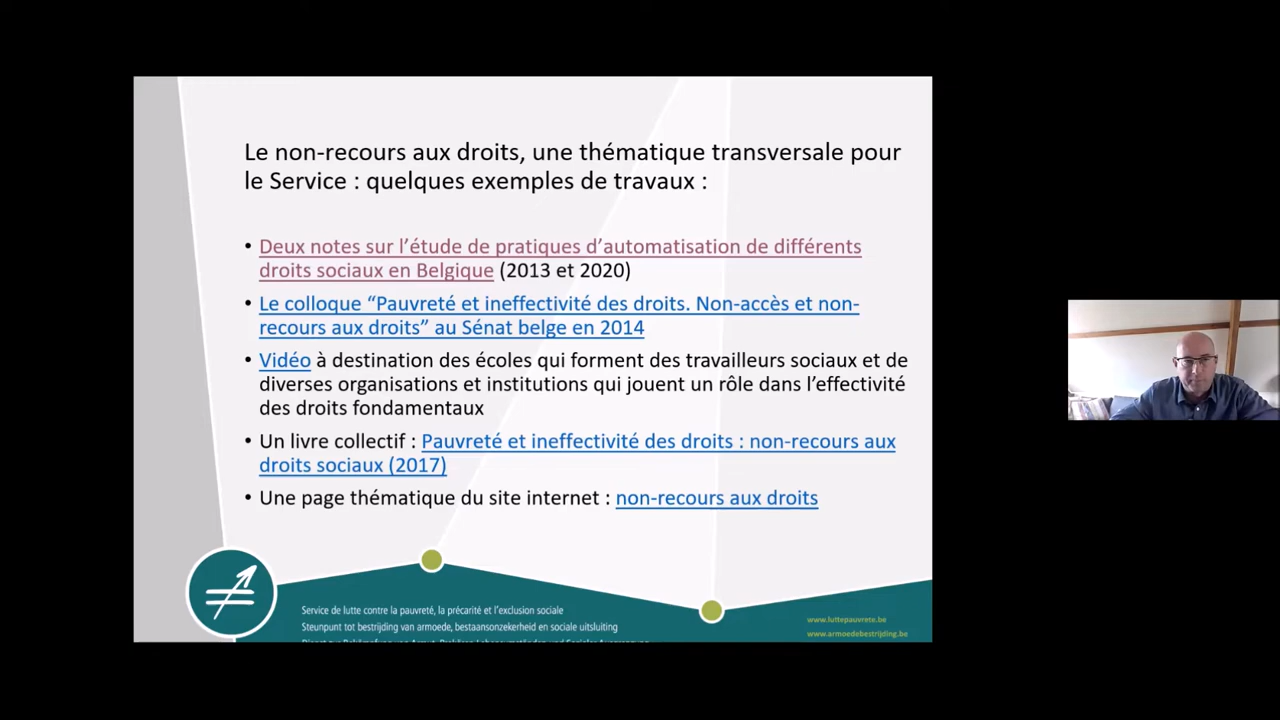 Le non-recours aux droits, une thématique transversale pour
le Service : quelques exemples de travaux :
• Deux notes sur l’étude de pratiques d’automatisation de différents
droits sociaux en Belgique (2013 et 2020)
• Le colloque “Pauvreté et ineffectivité des droits. Non-accès et non-
recours aux droits” au Sénat belge en 2014
• Vidéo à destination des écoles qui forment des travailleurs sociaux et de
diverses organisations et institutions qui jouent un rôle dans l’effectivité
des droits fondamentaux
• Un livre collectif : Pauvreté et ineffectivité des droits : non-recours aux
droits sociaux (2017)
• Une page thématique du site internet : non-recours aux droits
Service de lutte contre la pauvreté, la précarité et l'exclusion sociale
Steunpunt tot bestrijding van armoede, bestaansonzekerheid en sociale uitsluiting
www.luttepauvrete.be
www.armoedebestrijding.be